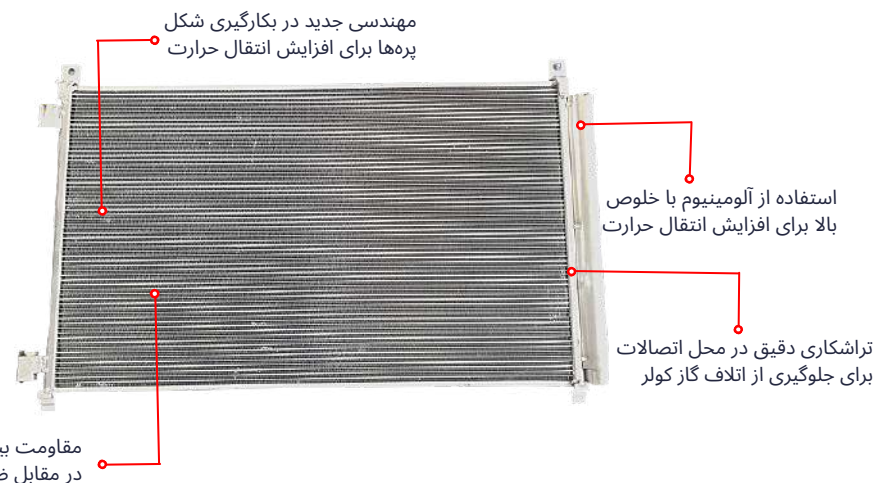 مهندسی جدید در بکارگیری شکل
پره‌ها برای افزایش انتقال حرارت
استفاده از آلومینیوم با خلوص
بالا برای افزایش انتقال حرارت
تراشکاری دقیق در محل اتصالات
برای جلوگیری از اتلاف گاز کولر
مقاومت
در مقابل